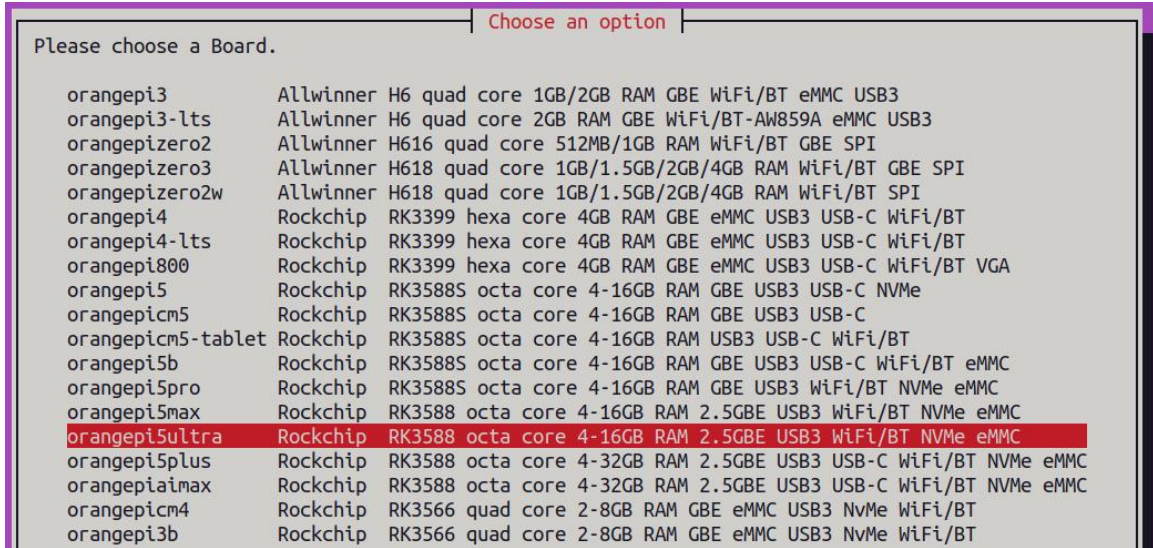 Choose an option
Please choose a Board.
orangepi3 Allwinner H6 quad core 1GB/2GB RAM GBE WiFi/BT eMMC USB3
orangepi3-lts Allwinner H6 quad core 2GB RAM GBE WiFi/BT-AW859A eMMC USB3
orangepizero2 Allwinner H616 quad core 512MB/1GB RAM WiFi/BT GBE SPI
orangepizero3 Allwinner H618 quad core 1GB/1.5GB/2GB/4GB RAM WiFi/BT GBE SPI
orangepizero2w Allwinner H618 quad core 1GB/1.5GB/2GB/4GB RAM WiFi/BT SPI
orangepi4 Rockchip RK3399 hexa core 4GB RAM GBE eMMC USB3 USB-C WiFi/BT
orangepi4-lts Rockchip RK3399 hexa core 4GB RAM GBE eMMC USB3 USB-C WiFi/BT
orangepi800 Rockchip RK3399 hexa core 4GB RAM GBE eMMC USB3 USB-C WiFi/BT VGA
orangepi5 Rockchip RK3588S octa core 4-16GB RAM GBE USB3 USB-C NVMe
orangepicm5 Rockchip RK3588S octa core 4-16GB RAM GBE USB3 USB-C
orangepicm5-tablet Rockchip RK3588S octa core 4-16GB RAM USB3 USB-C WiFi/BT
orangepi5b Rockchip RK3588S octa core 4-16GB RAM GBE USB3 USB-C WiFi/BT eMMC
orangepi5pro Rockchip RK3588S octa core 4-16GB RAM GBE USB3 WiFi/BT NVMe eMMC
orangepi5max Rockchip RK3588 octa core 4-16GB RAM 2.5GBE USB3 WiFi/BT NVMe eMMC
orangepi5ultra Rockchip RK3588 octa core 4-16GB RAM 2.5GBE USB3 WiFi/BT NVMe eMMC
orangepi5plus Rockchip RK3588 octa core 4-32GB RAM 2.5GBE USB3 USB-C WiFi/BT NVMe eMMC
orangepiaimax Rockchip RK3588 octa core 4-32GB RAM 2.5GBE USB3 USB-C WiFi/BT NVMe eMMC
orangepicm4 Rockchip RK3566 quad core 2-8GB RAM GBE eMMC USB3 NvMe WiFi/BT
orangepi3b Rockchip RK3566 quad core 2-8GB RAM GBE eMMC USB3 NvMe WiFi/BT